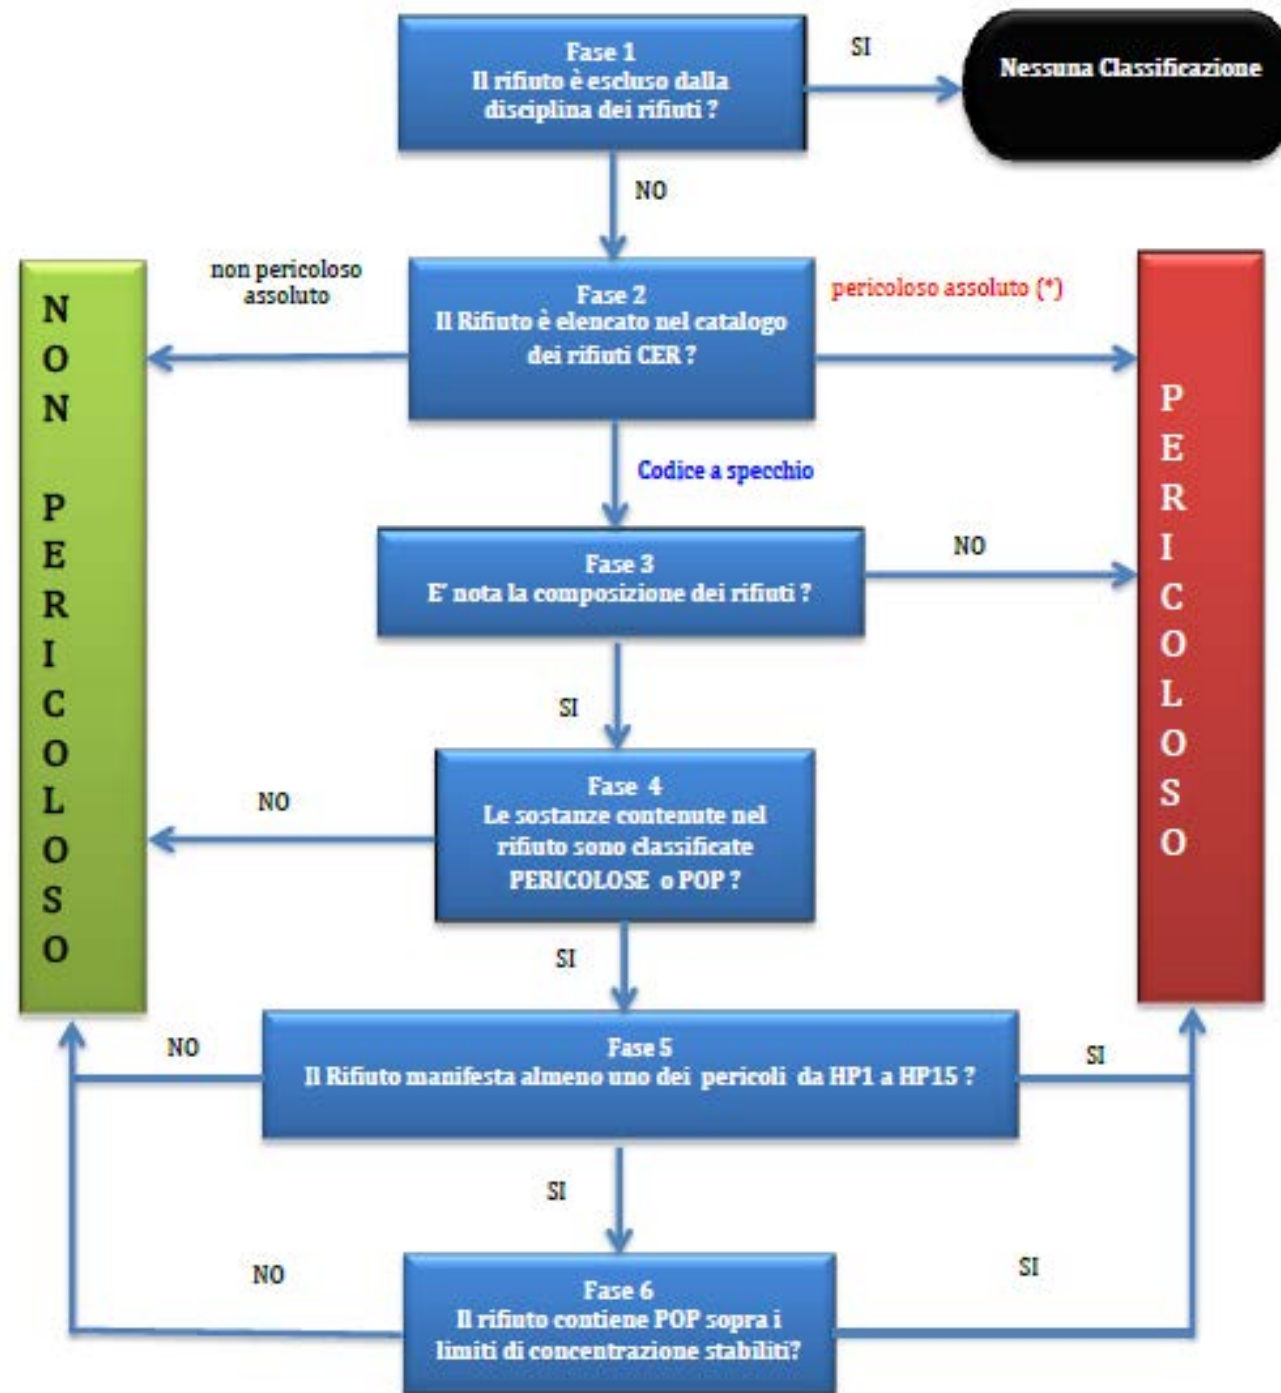 Fase 1
Il rifiuto è escluso dalla
disciplina dei rifiuti ?
SI
Nessuna Classificazione
NO
non pericoloso
assoluto
Fase 2
Il Rifiuto è elencato nel catalogo
dei rifiuti CER ?
pericoloso assoluto (*)
NON PERICOLOSO
PERICOLOSO
Codice a specchio
Fase 3
E' nota la composizione dei rifiuti ?
NO
SI
Fase 4
Le sostanze contenute nel
rifiuto sono classificate
PERICOLOSE o POP ?
NO
SI
Fase 5
Il Rifiuto manifesta almeno uno dei pericoli da HP1 a HP15 ?
NO
SI
SI
Fase 6
Il rifiuto contiene POP sopra i
limiti di concentrazione stabiliti?
NO
SI